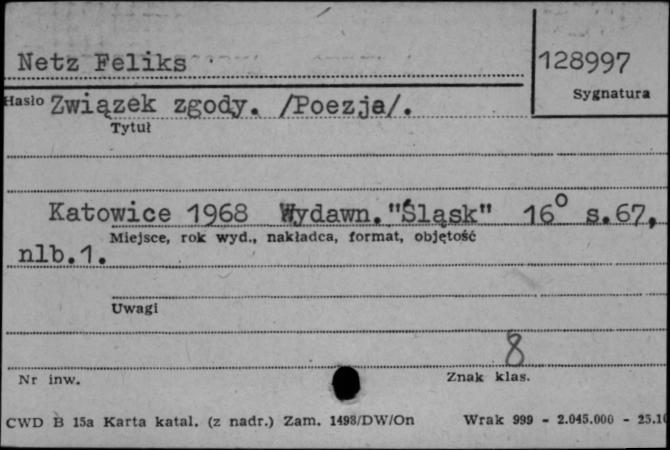 Netz Feliks
128997
Sygnatura
Hasło Związek zgody. /Poezja/.
Tytuł
Katowice 1968 Wydawn."Śląsk" 16° s.67,
Miejsce, rok wyd., nakładca, format, objętość
nlb.1.
Uwagi
8
Nr inw. Znak klas.
CWD B 15a Karta katal. (z nadr.) Zam. 1498/DW/On Wrak 999 - 2.045.000 -